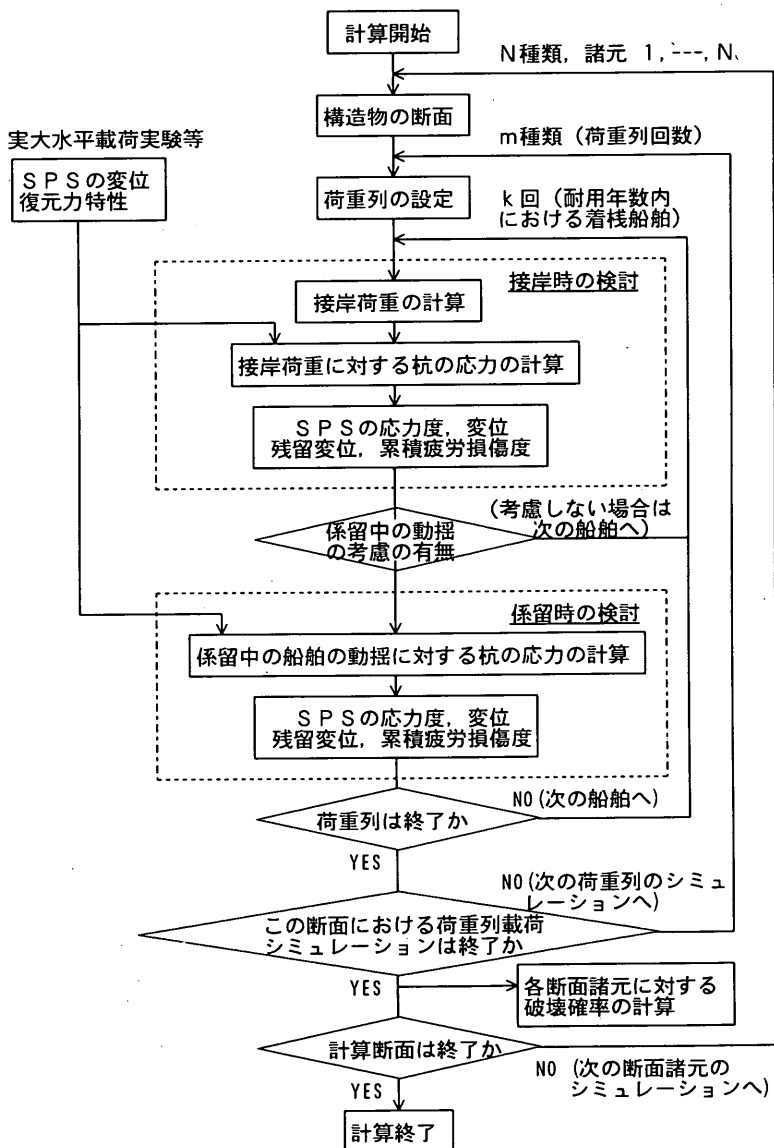 計算開始
N種類，諸元 1，---，N
構造物の断面
実大水平載荷実験等
m種類（荷重列回数）
ＳＰＳの変位
復元力特性
荷重列の設定
k回（耐用年数内
における着桟船舶）
接岸時の検討
接岸荷重の計算
接岸荷重に対する杭の応力の計算
ＳＰＳの応力度，変位
残留変位，累積疲労損傷度
(考慮しない場合は
次の船舶へ)
係留中の動揺
の考慮の有無
係留時の検討
係留中の船舶の動揺に対する杭の応力の計算
ＳＰＳの応力度，変位
残留変位，累積疲労損傷度
NO(次の船舶へ)
荷重列は終了か
YES
NO(次の荷重列のシミュ
レーションへ)
この断面における荷重列載荷
シミュレーションは終了か
YES
各断面諸元に対する
破壊確率の計算
計算断面は終了か
NO (次の断面諸元の
シミュレーションへ)
YES
計算終了